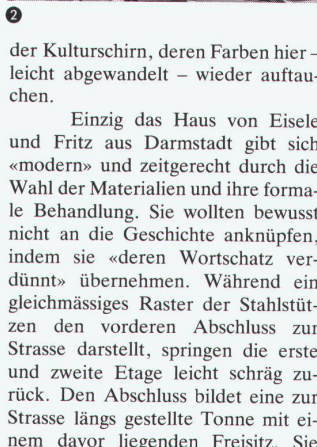 2
der Kulturschirn, deren Farben hier –
leicht abgewandelt – wieder auftau-
chen.
Einzig das Haus von Eisele
und Fritz aus Darmstadt gibt sich
«modern» und zeitgerecht durch die
Wahl der Materialien und ihre forma-
le Behandlung. Sie wollten bewusst
nicht an die Geschichte anknüpfen,
indem sie «deren Wortschatz ver-
dünnt» übernehmen. Während ein
gleichmässiges Raster der Stahlstüt-
zen den vorderen Abschluss zur
Strasse darstellt, springen die erste
und zweite Etage leicht schräg zu-
rück. Den Abschluss bildet eine zur
Strasse längs gestellte Tonne mit ei-
nem davor liegenden Freisitz. Sie